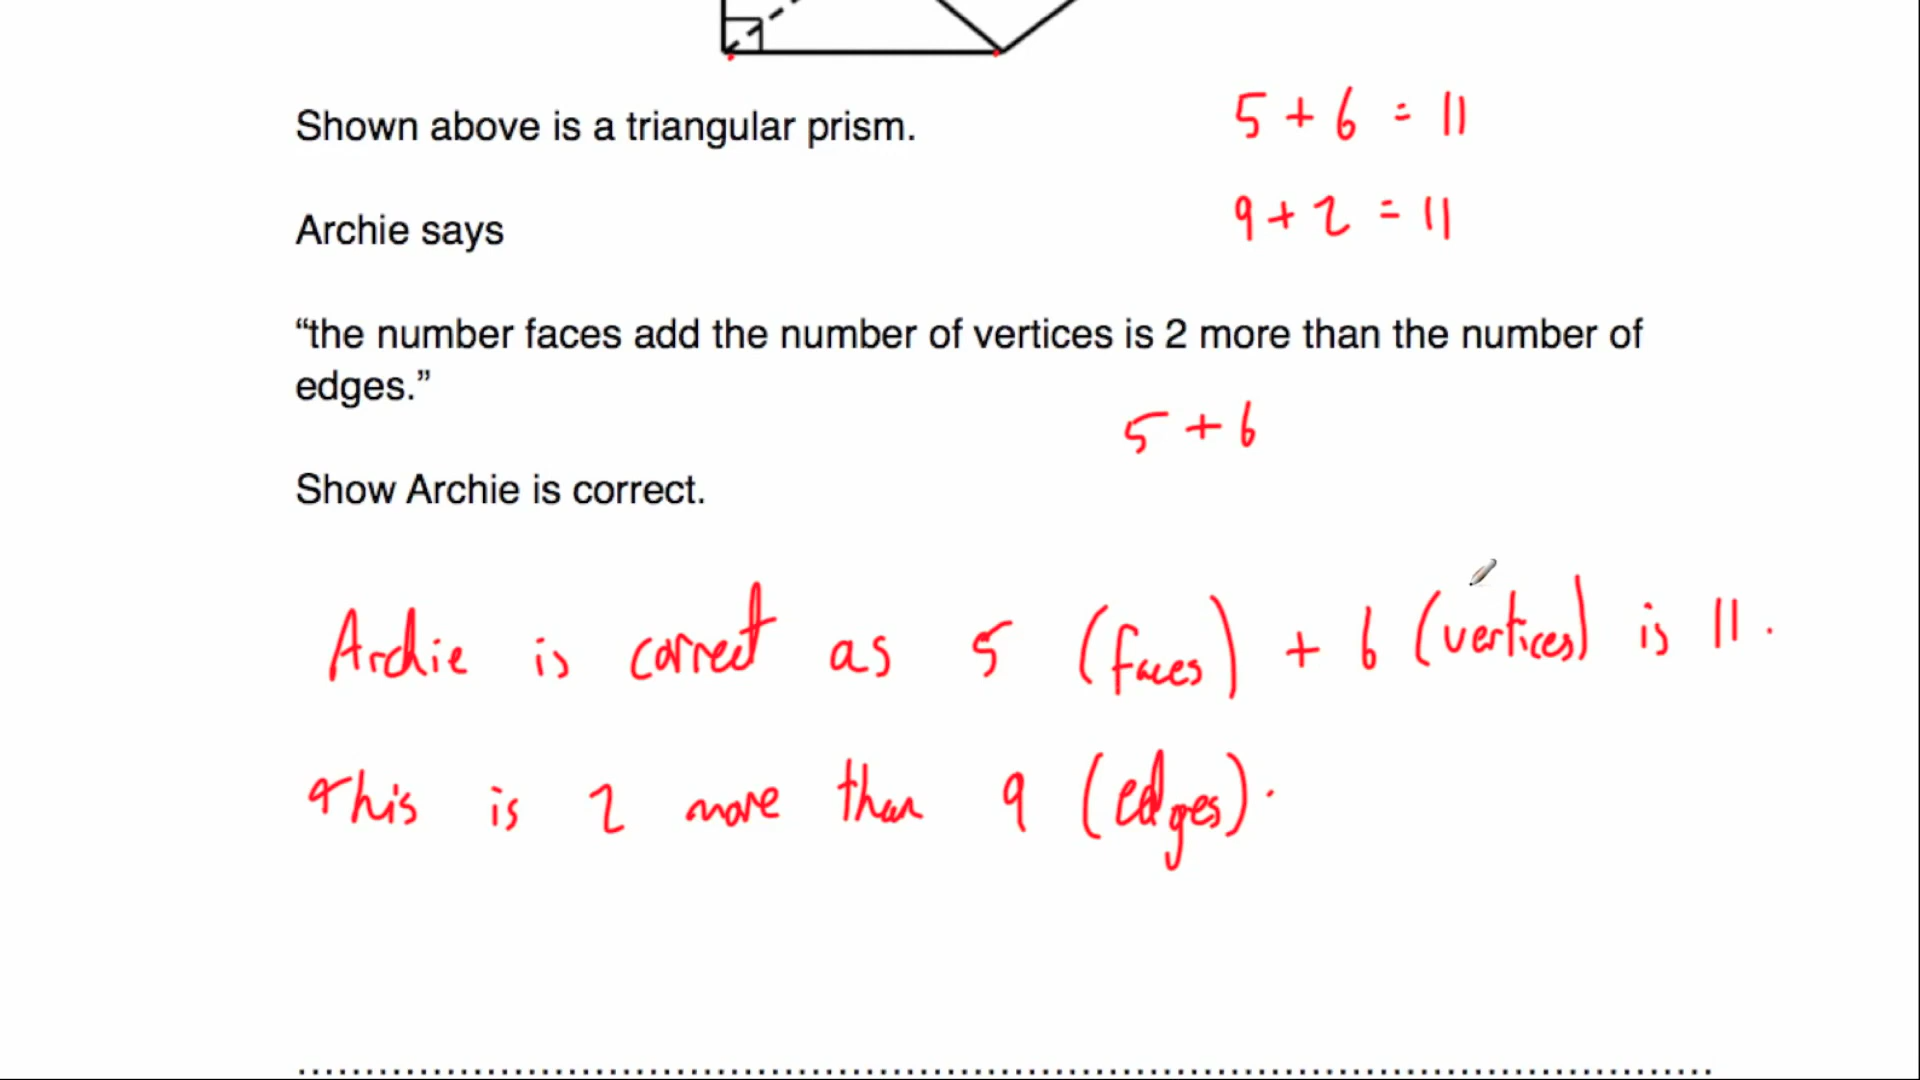 Shown above is a triangular prism.
5 + 6 = 11
Archie says
9 + 2 = 11
“the number faces add the number of vertices is 2 more than the number of
edges.”
5 + 6
Show Archie is correct.
Archie is correct as 5 (faces) + 6 (vertices) is 11.
This is 2 more than 9 (edges).